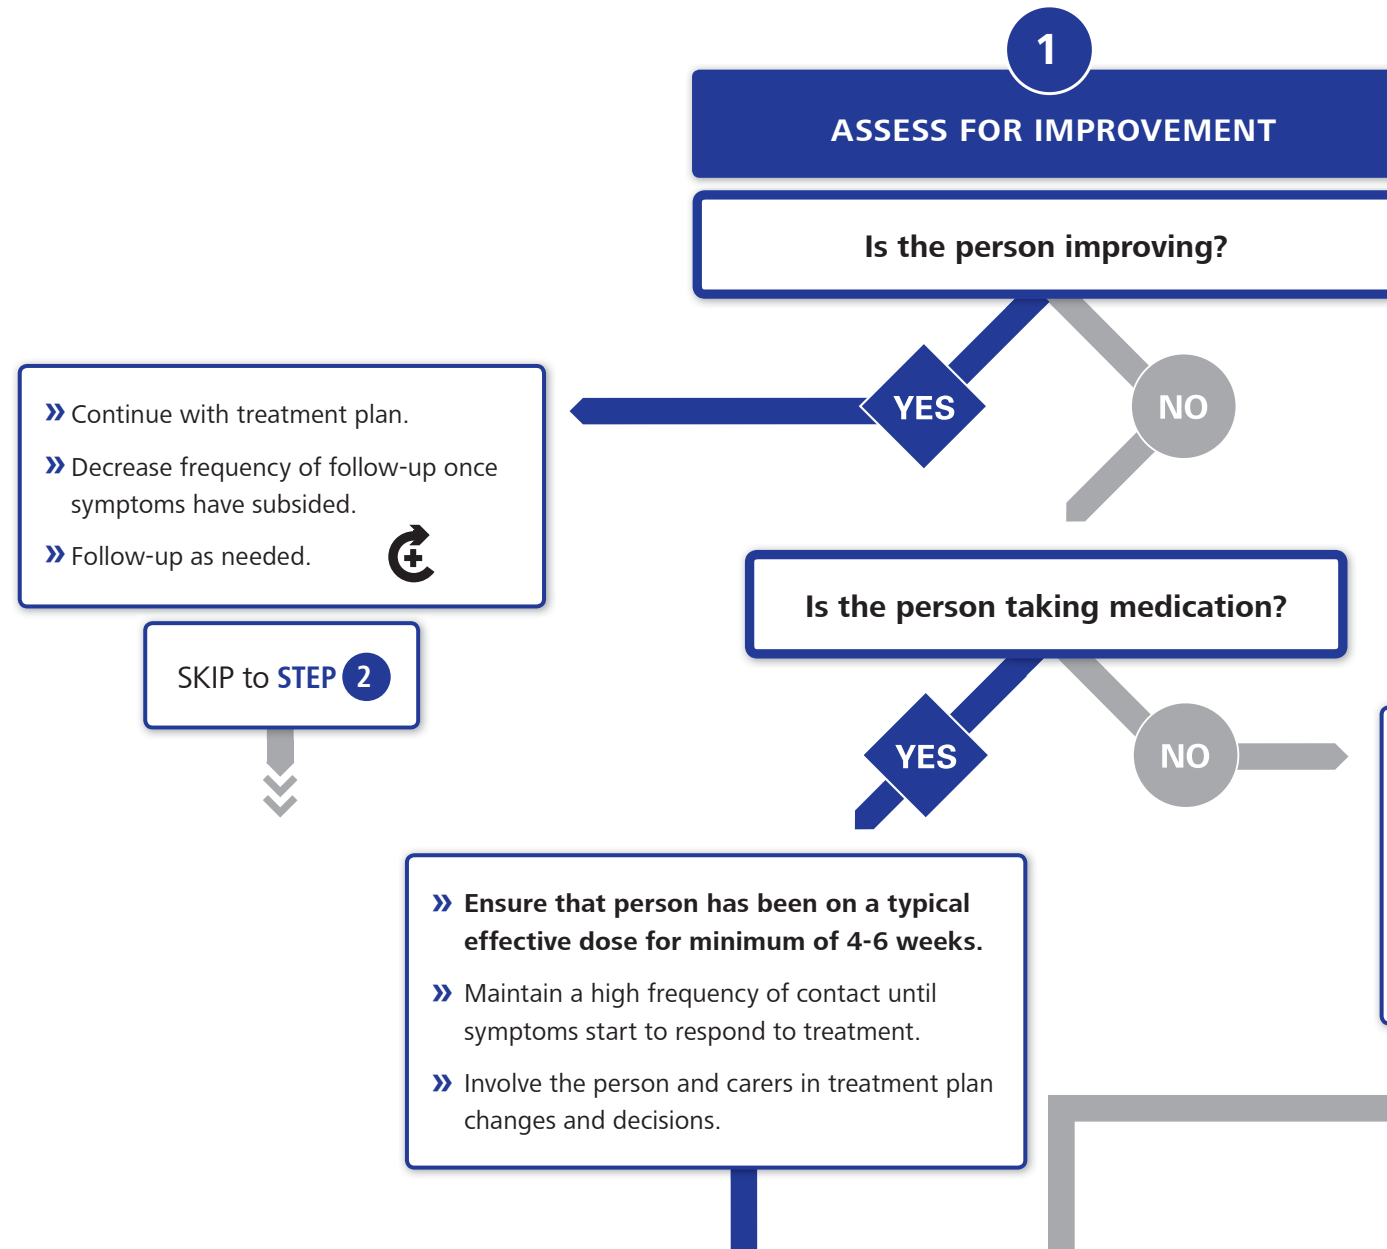 1
ASSESS FOR IMPROVEMENT
Is the person improving?
YES
NO
» Continue with treatment plan.
» Decrease frequency of follow-up once
symptoms have subsided.
» Follow-up as needed.
SKIP to STEP 2
Is the person taking medication?
YES
NO
» Ensure that person has been on a typical
effective dose for minimum of 4-6 weeks.
» Maintain a high frequency of contact until
symptoms start to respond to treatment.
» Involve the person and carers in treatment plan
changes and decisions.